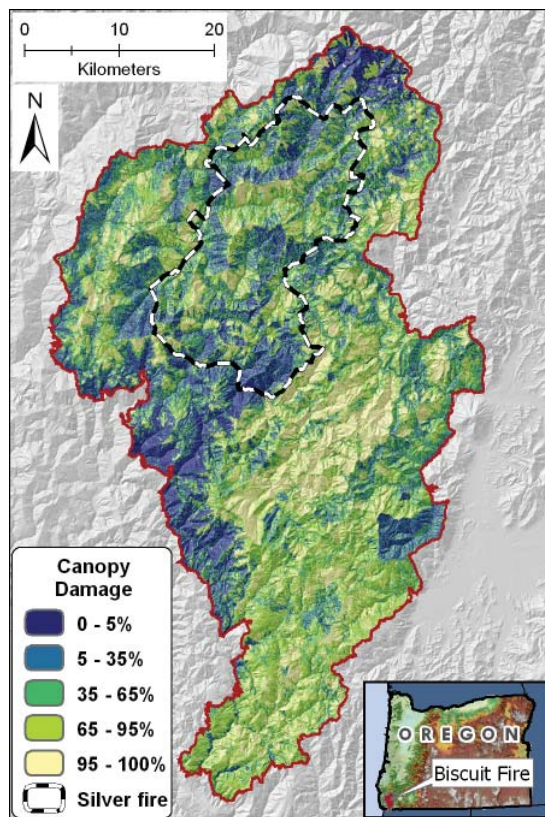 0 10 20
Kilometers
N
Canopy
Damage
0 - 5%
5 - 35%
35 - 65%
65 - 95%
95 - 100%
Silver fire
OREGON
Biscuit Fire